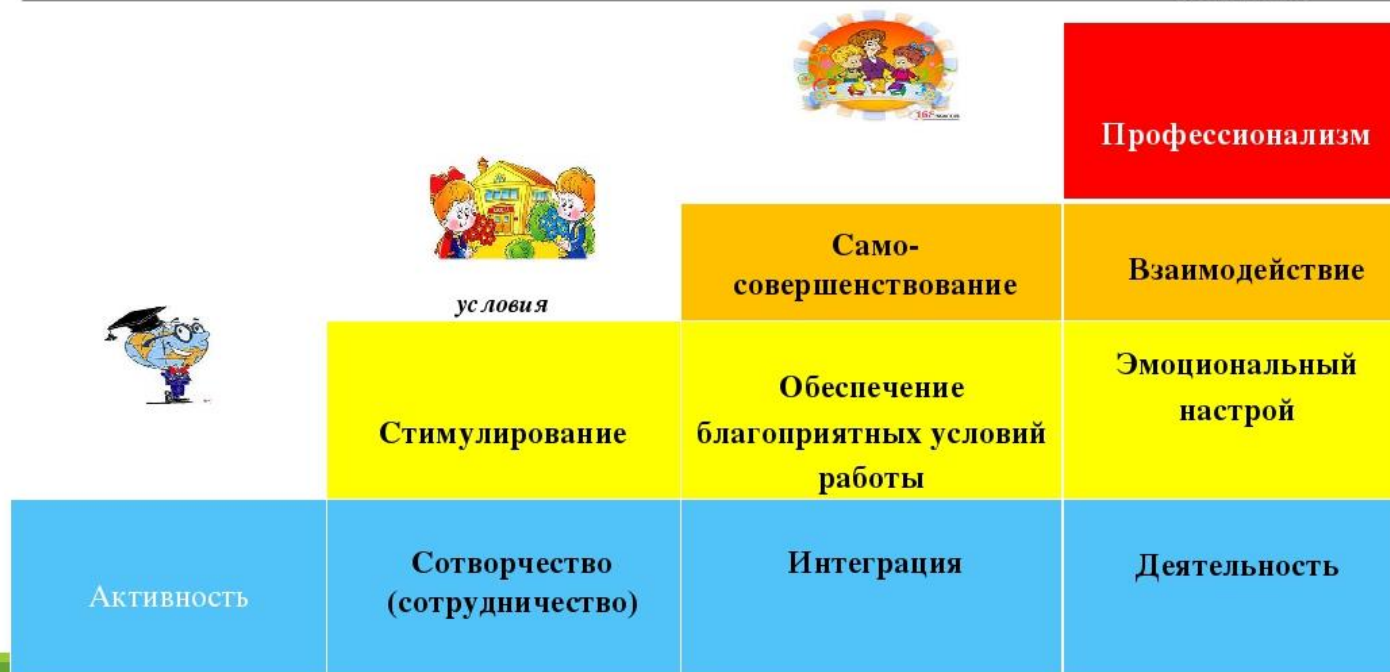 Профессионализм
Само-
совершенствование
Взаимодействие
условия
Стимулирование
Обеспечение
благоприятных условий
работы
Эмоциональный
настрой
Активность
Сотворчество
(сотрудничество)
Интеграция
Деятельность